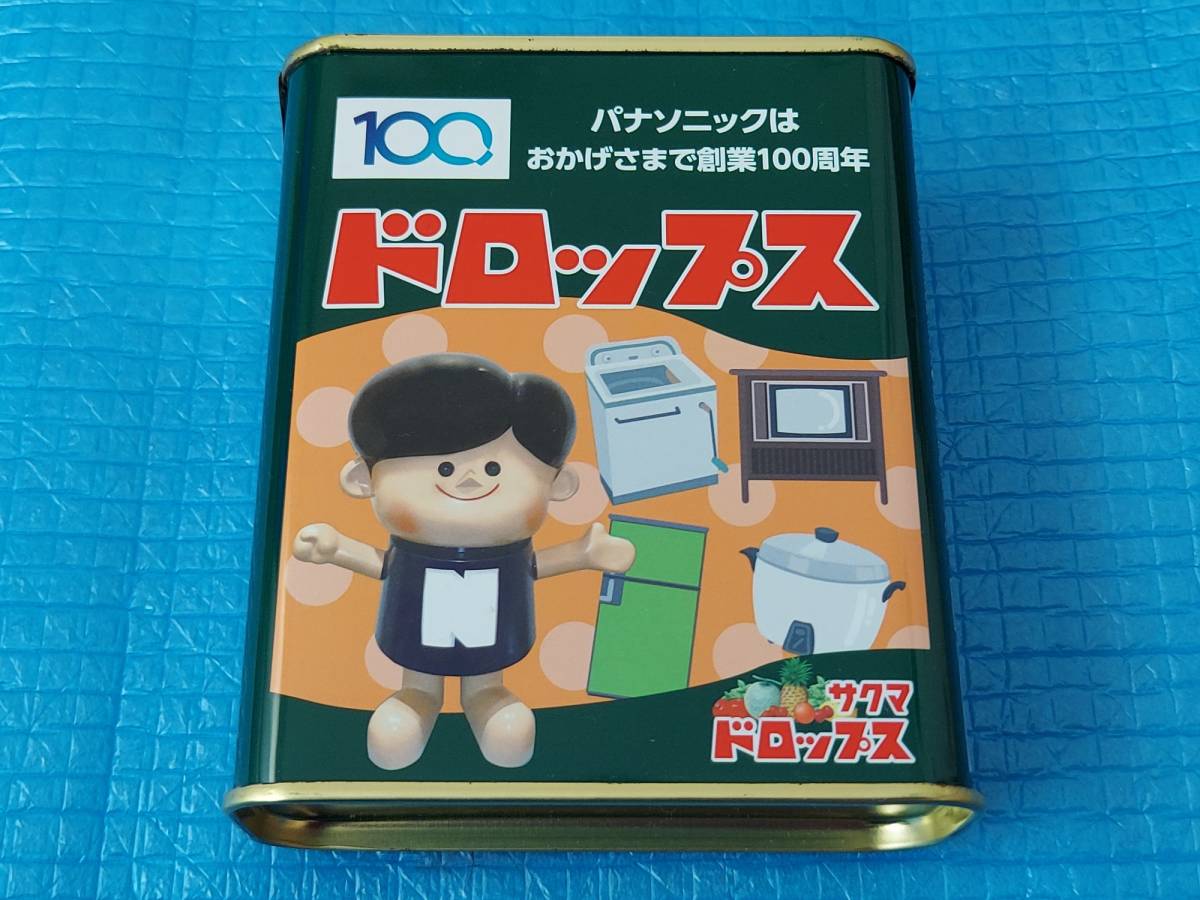 100
パナソニックは
おかげさまで創業100周年
ドロップス
N
サクマ
ドロップス